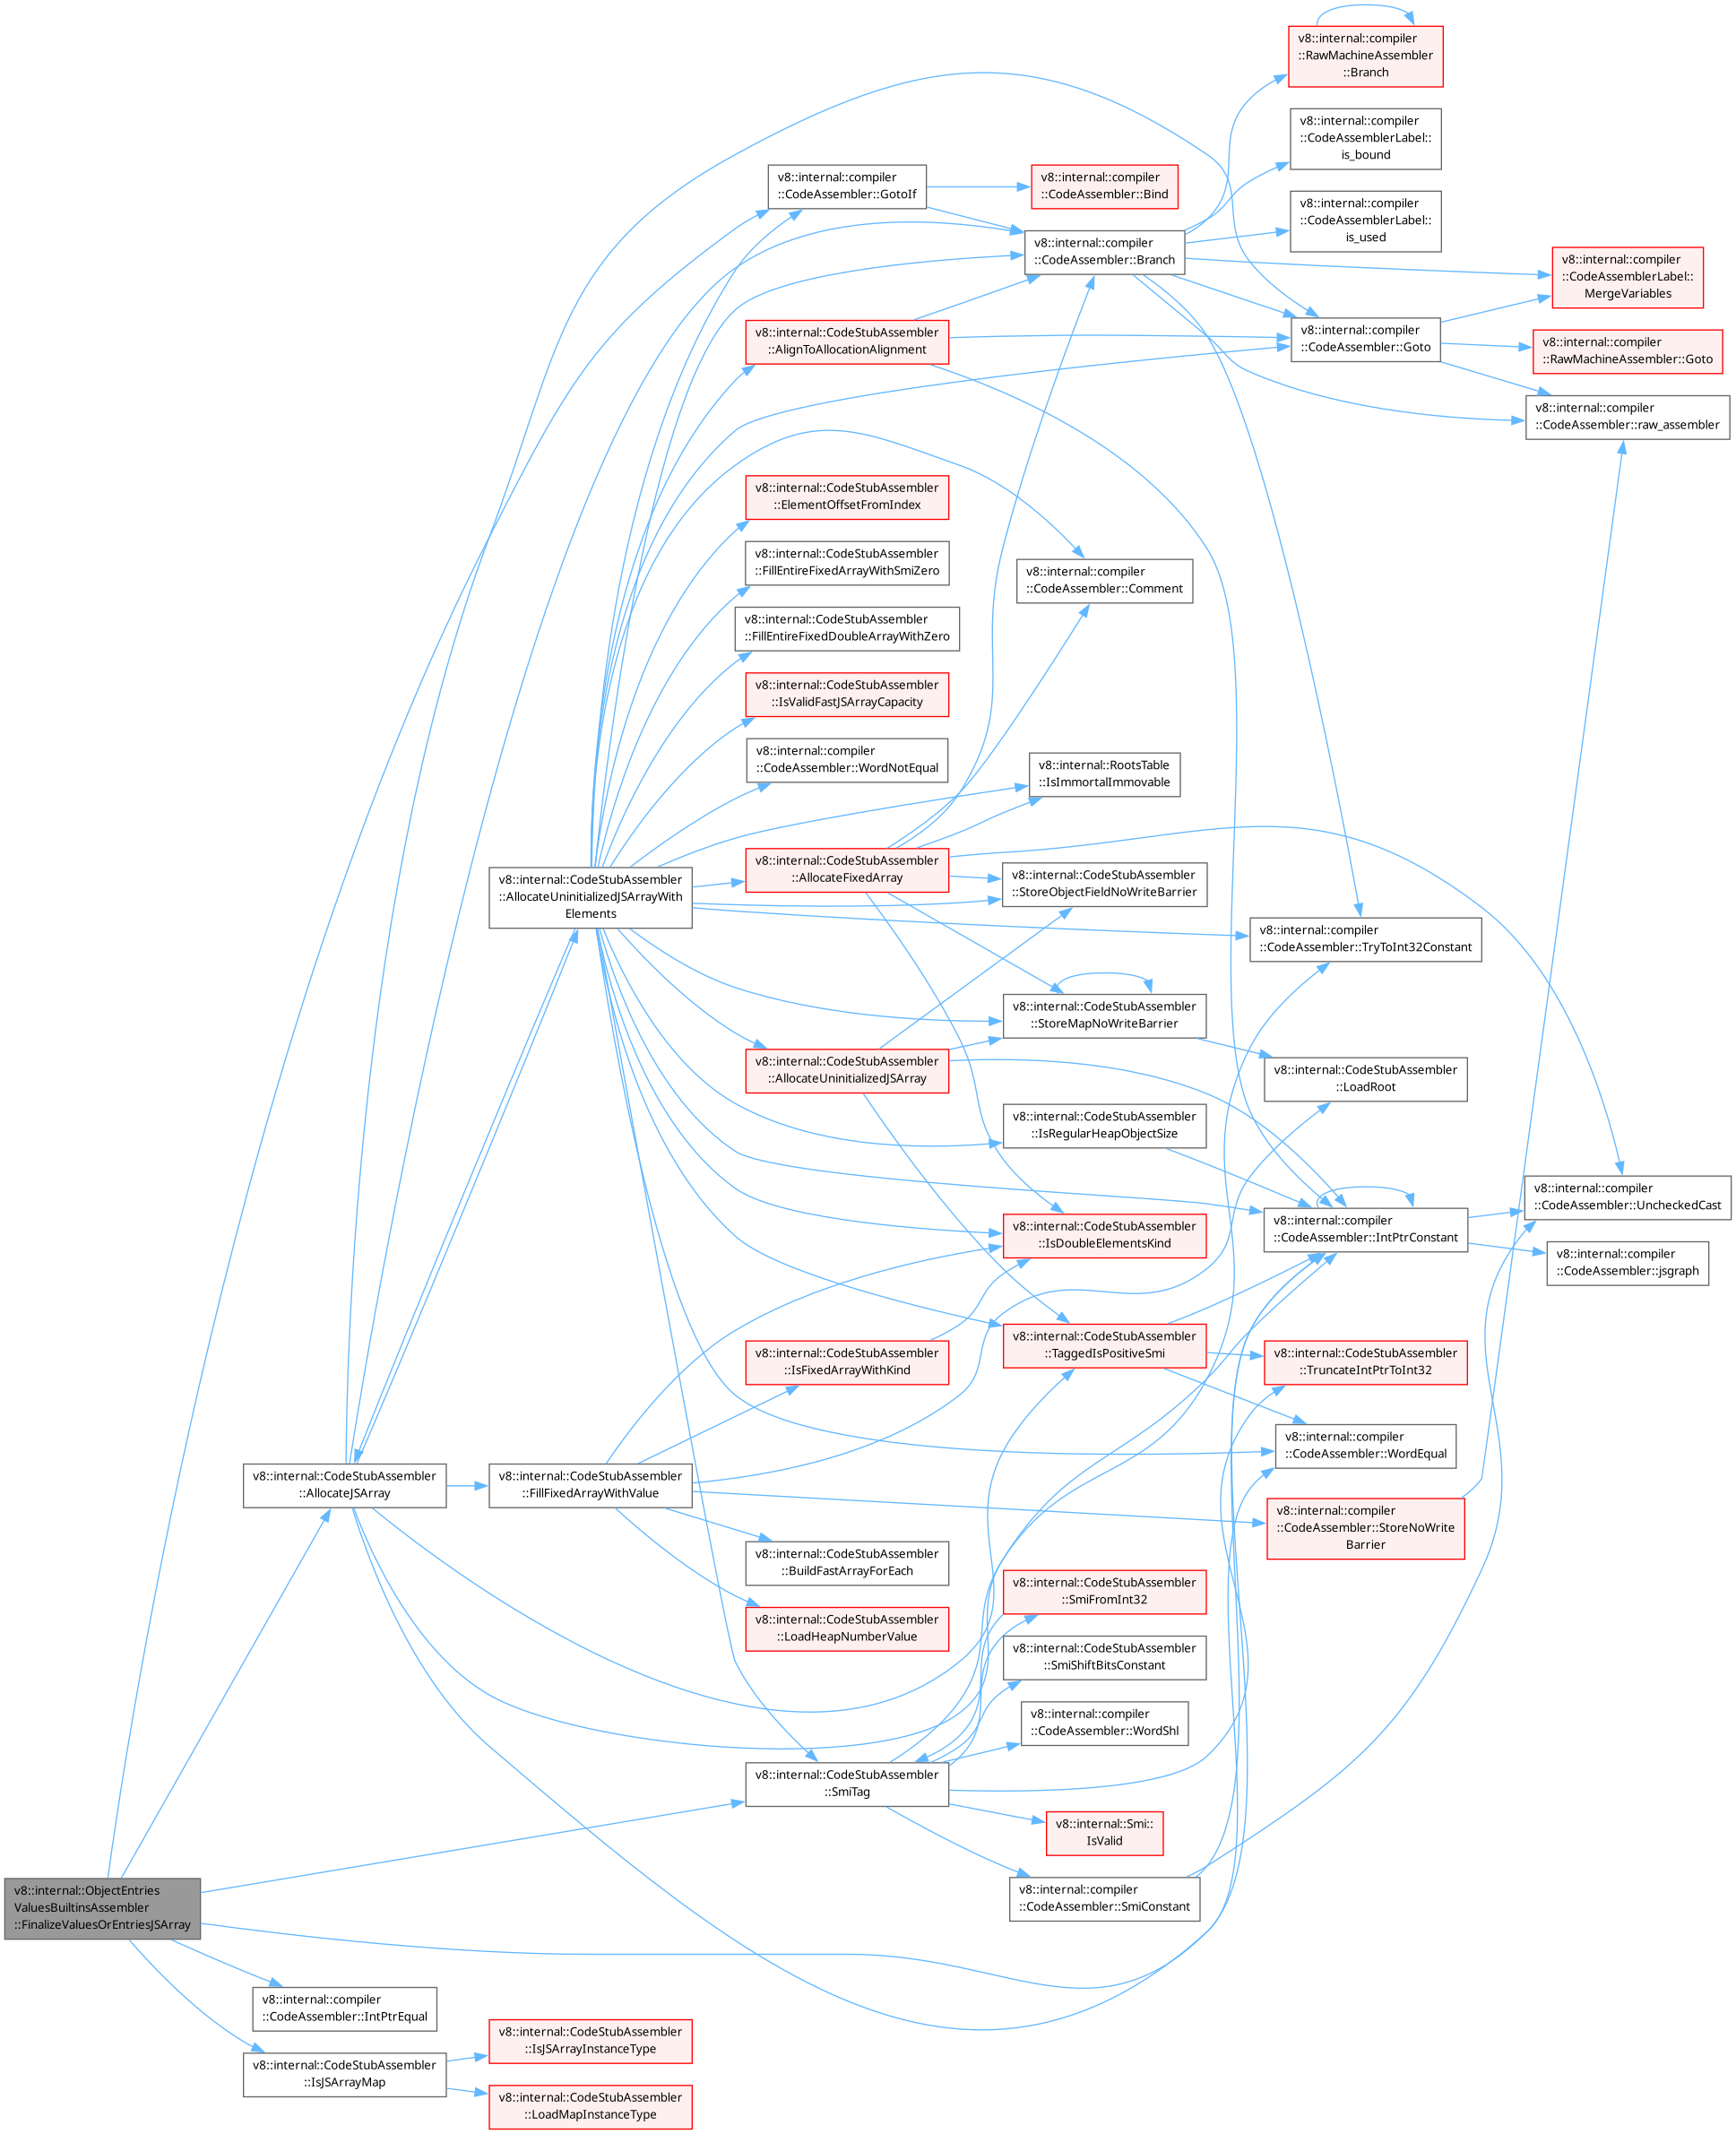 v8::internal::compiler
::RawMachineAssembler
::Branch
v8::internal::compiler
::CodeAssemblerLabel::
is_bound
v8::internal::compiler
::CodeAssembler::GotoIf
v8::internal::compiler
::CodeAssembler::Bind
v8::internal::compiler
::CodeAssemblerLabel::
is_used
v8::internal::compiler
::CodeAssembler::Branch
v8::internal::compiler
::CodeAssemblerLabel::
MergeVariables
v8::internal::CodeStubAssembler
::AlignToAllocationAlignment
v8::internal::compiler
::CodeAssembler::Goto
v8::internal::compiler
::RawMachineAssembler::Goto
v8::internal::compiler
::CodeAssembler::raw_assembler
v8::internal::CodeStubAssembler
::ElementOffsetFromIndex
v8::internal::CodeStubAssembler
::FillEntireFixedArrayWithSmiZero
v8::internal::compiler
::CodeAssembler::Comment
v8::internal::CodeStubAssembler
::FillEntireFixedDoubleArrayWithZero
v8::internal::CodeStubAssembler
::IsValidFastJSArrayCapacity
v8::internal::compiler
::CodeAssembler::WordNotEqual
v8::internal::RootsTable
::IsImmortalImmovable
v8::internal::CodeStubAssembler
::AllocateUninitializedJSArrayWith
Elements
v8::internal::CodeStubAssembler
::AllocateFixedArray
v8::internal::CodeStubAssembler
::StoreObjectFieldNoWriteBarrier
v8::internal::compiler
::CodeAssembler::TryToInt32Constant
v8::internal::CodeStubAssembler
::StoreMapNoWriteBarrier
v8::internal::CodeStubAssembler
::AllocateUninitializedJSArray
v8::internal::CodeStubAssembler
::LoadRoot
v8::internal::CodeStubAssembler
::IsRegularHeapObjectSize
v8::internal::compiler
::CodeAssembler::UncheckedCast
v8::internal::CodeStubAssembler
::IsDoubleElementsKind
v8::internal::compiler
::CodeAssembler::IntPtrConstant
v8::internal::compiler
::CodeAssembler::jsgraph
v8::internal::CodeStubAssembler
::IsFixedArrayWithKind
v8::internal::CodeStubAssembler
::TaggedIsPositiveSmi
v8::internal::CodeStubAssembler
::TruncateIntPtrToInt32
v8::internal::compiler
::CodeAssembler::WordEqual
v8::internal::CodeStubAssembler
::AllocateJSArray
v8::internal::CodeStubAssembler
::FillFixedArrayWithValue
v8::internal::compiler
::CodeAssembler::StoreNoWrite
Barrier
v8::internal::CodeStubAssembler
::BuildFastArrayForEach
v8::internal::CodeStubAssembler
::LoadHeapNumberValue
v8::internal::CodeStubAssembler
::SmiFromInt32
v8::internal::CodeStubAssembler
::SmiShiftBitsConstant
v8::internal::compiler
::CodeAssembler::WordShl
v8::internal::CodeStubAssembler
::SmiTag
v8::internal::Smi::
IsValid
v8::internal::compiler
::CodeAssembler::SmiConstant
v8::internal::ObjectEntries
ValuesBuiltinsAssembler
::FinalizeValuesOrEntriesJSArray
v8::internal::compiler
::CodeAssembler::IntPtrEqual
v8::internal::CodeStubAssembler
::IsJSArrayMap
v8::internal::CodeStubAssembler
::IsJSArrayInstanceType
v8::internal::CodeStubAssembler
::LoadMapInstanceType